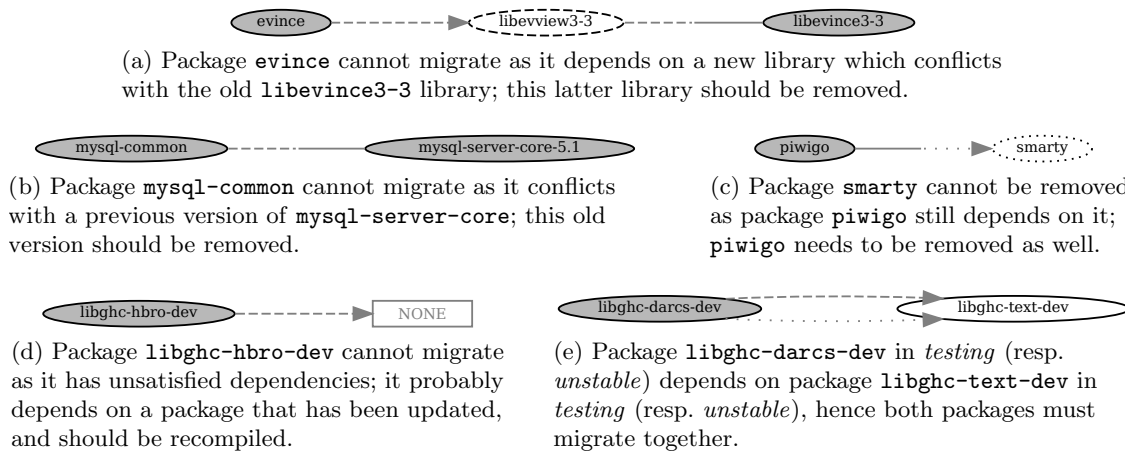 evince libevview3-3 libevince3-3
(a) Package evince cannot migrate as it depends on a new library which conflicts
with the old libevince3-3 library; this latter library should be removed.
mysql-common mysql-server-core-5.1
(b) Package mysql-common cannot migrate as it conflicts
with a previous version of mysql-server-core; this old
version should be removed.
piwigo smarty
(c) Package smarty cannot be removed
as package piwigo still depends on it;
piwigo needs to be removed as well.
libghc-hbro-dev NONE
(d) Package libghc-hbro-dev cannot migrate
as it has unsatisfied dependencies; it probably
depends on a package that has been updated,
and should be recompiled.
libghc-darcs-dev libghc-text-dev
(e) Package libghc-darcs-dev in testing (resp.
unstable) depends on package libghc-text-dev in
testing (resp. unstable), hence both packages must
migrate together.